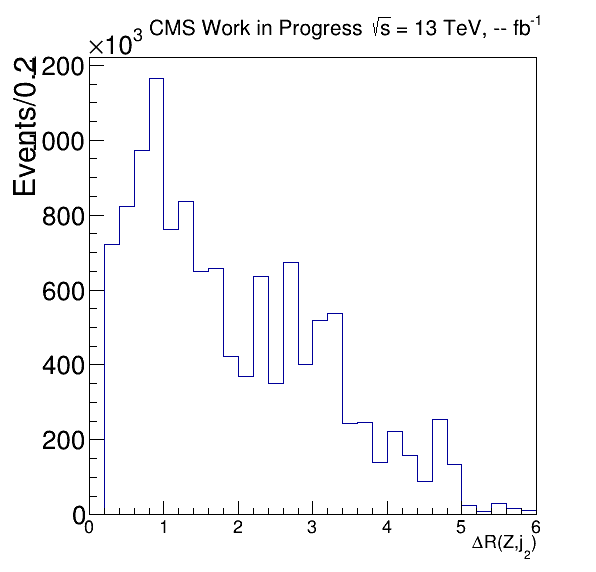 ×10³ CMS Work in Progress √s = 13 TeV, -- fb⁻¹
Events/0.2
1200
1000
800
600
400
200
0
0 1 2 3 4 5 6
ΔR(Z,j₂)